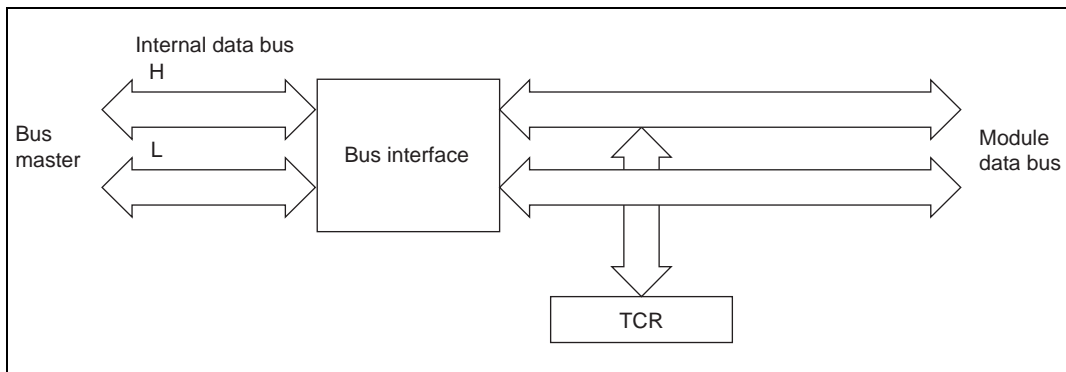 Internal data bus
H
Bus
master
L
Bus interface
Module
data bus
TCR